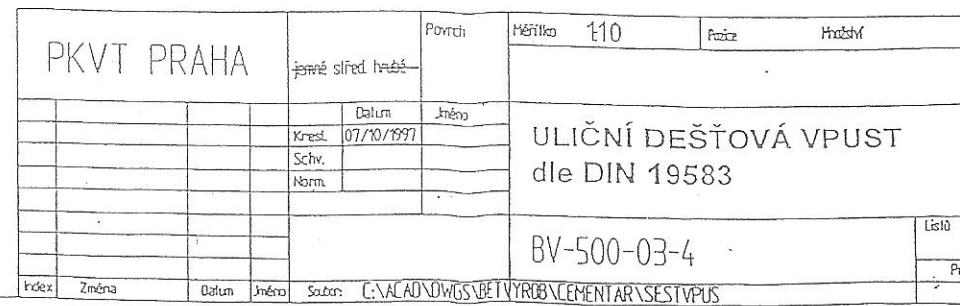 PKVT PRAHA
jemné střed. hrubé
Povrch
Měřítko 1:10
Pozice
Množství
Datum
Jméno
Kresl. 07/10/1997
Schv.
Norm.
ULIČNÍ DEŠŤOVÁ VPUST
dle DIN 19583
BV-500-03-4
Listů
Index
Změna
Datum
Jméno
Soubor: C:\ACAD\DWGS\BETVYROB\CEMENTAR\SESTVPUS